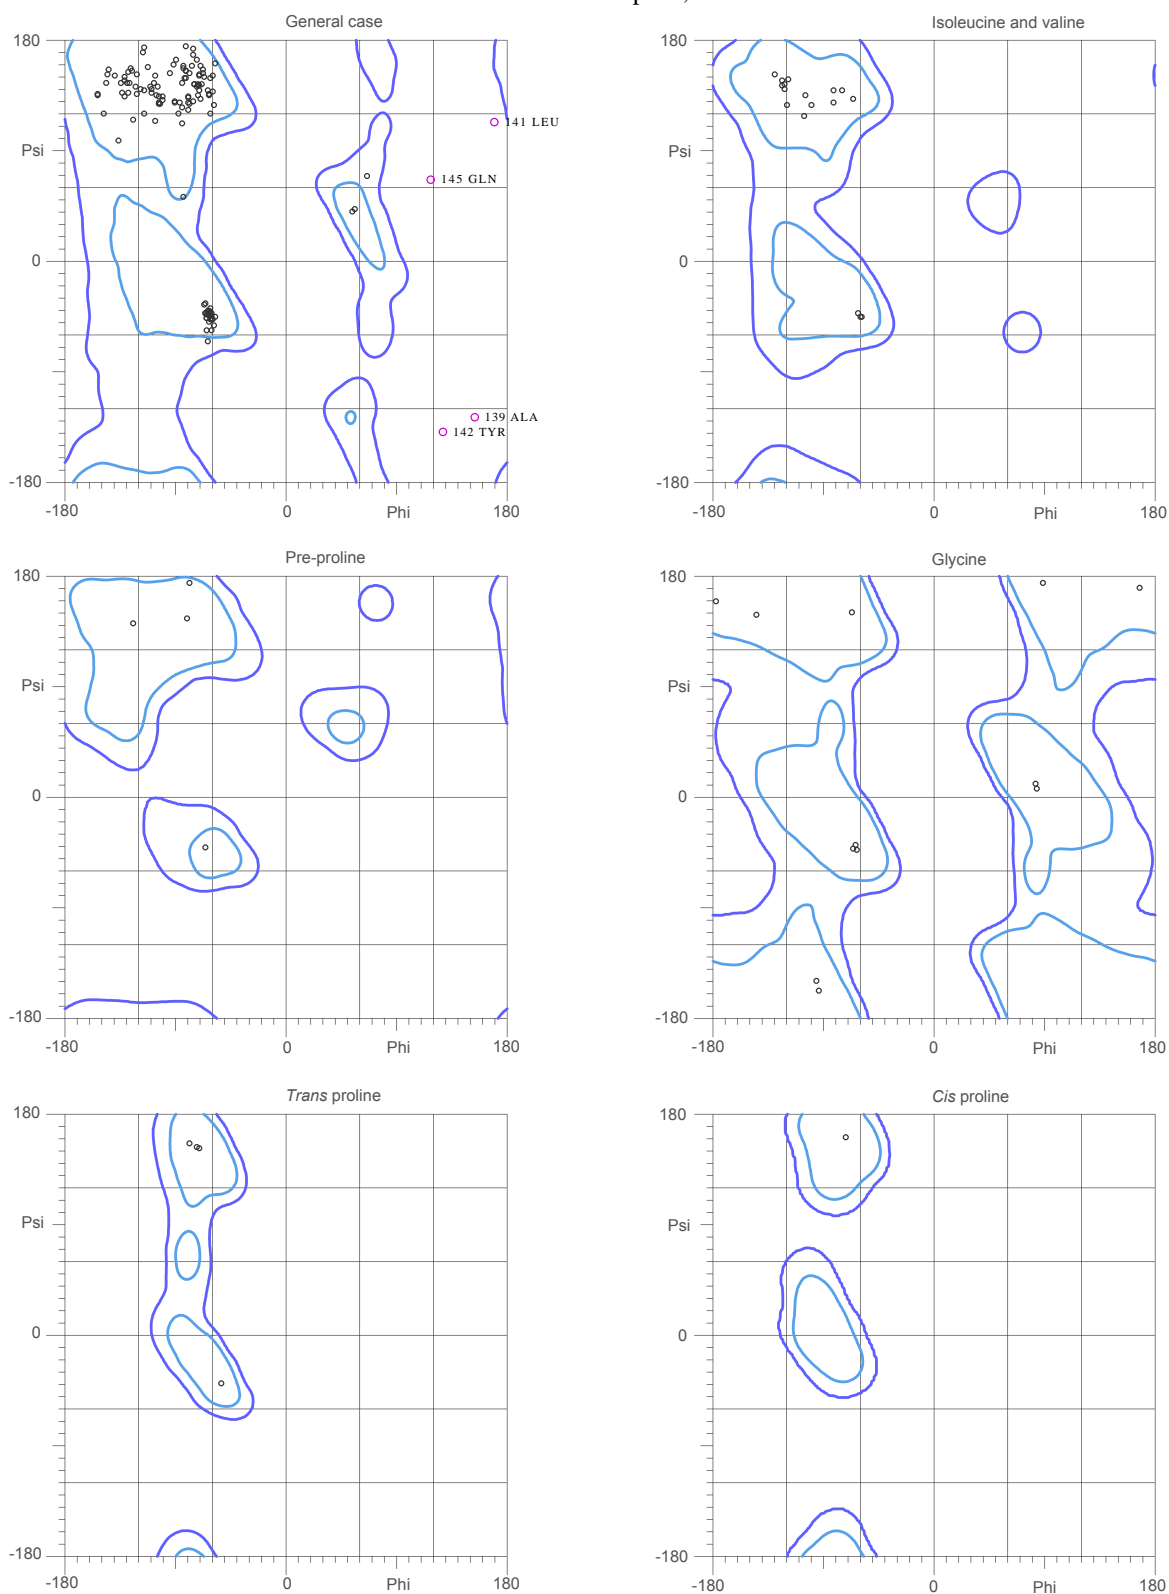 General case
180
Psi
0
-180
-180
0
Phi
180
141 LEU
145 GLN
139 ALA
142 TYR
Isoleucine and valine
180
Psi
0
-180
-180
0
Phi
180
Pre-proline
180
Psi
0
-180
-180
0
Phi
180
Glycine
180
Psi
0
-180
-180
0
Phi
180
Trans proline
180
Psi
0
-180
-180
0
Phi
180
Cis proline
180
Psi
0
-180
-180
0
Phi
180